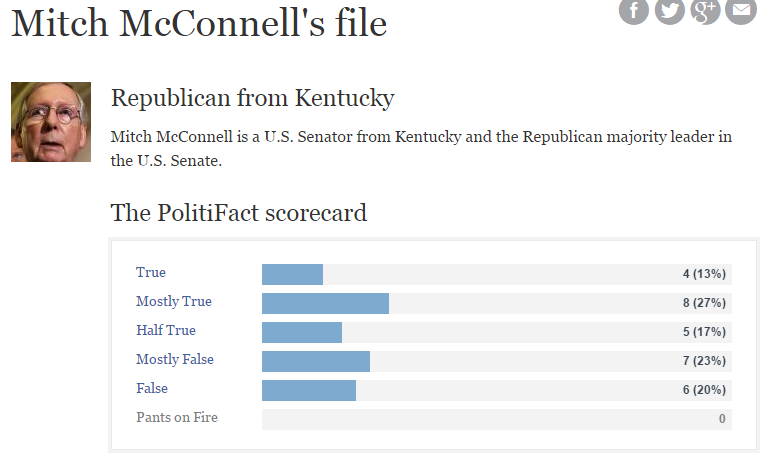 Mitch McConnell's file
f
g+
Republican from Kentucky
Mitch McConnell is a U.S. Senator from Kentucky and the Republican majority leader in
the U.S. Senate.
The PolitiFact scorecard
True 4 (13%)
Mostly True 8 (27%)
Half True 5 (17%)
Mostly False 7 (23%)
False 6 (20%)
Pants on Fire 0